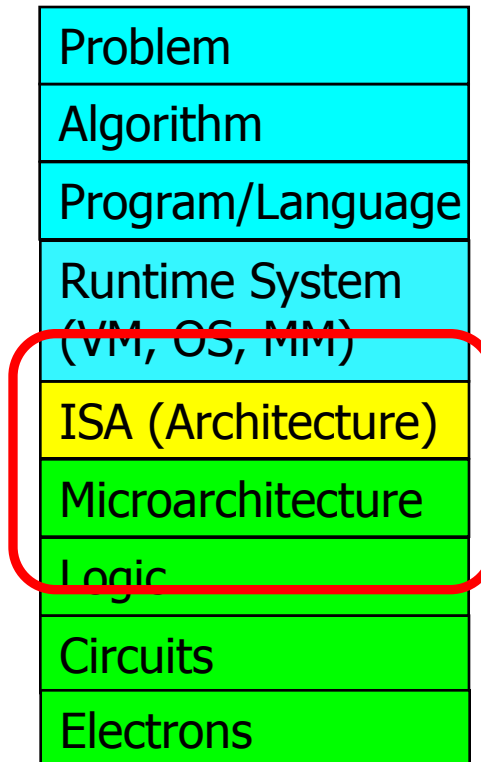 Problem
Algorithm
Program/Language
Runtime System
(VM, OS, MM)
ISA (Architecture)
Microarchitecture
Logic
Circuits
Electrons